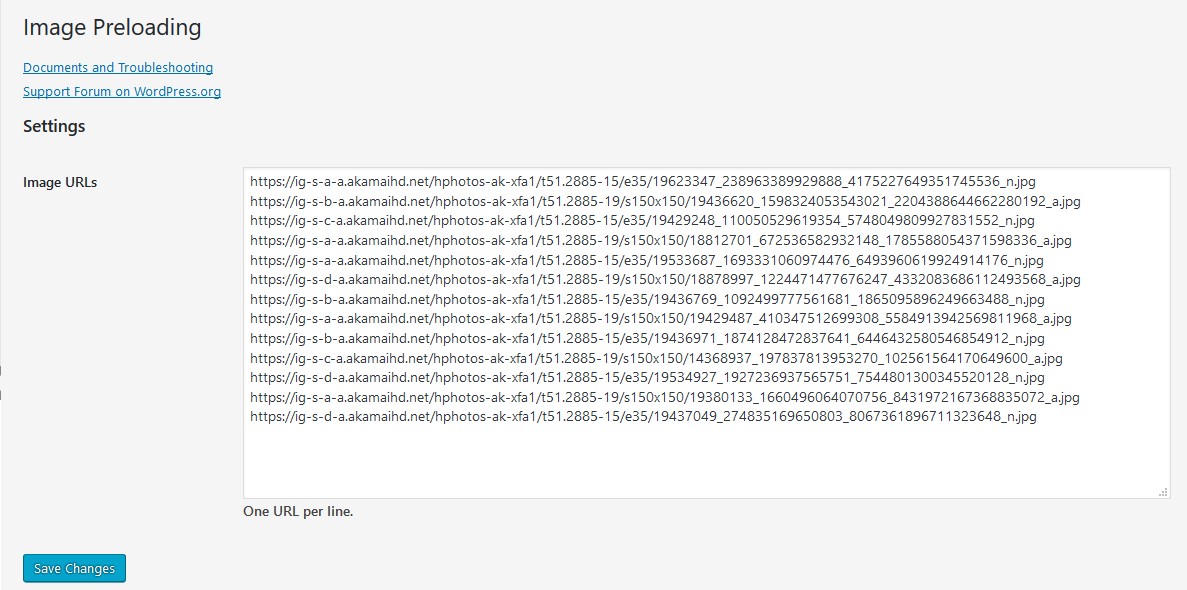 Image Preloading
Documents and Troubleshooting
Support Forum on WordPress.org
Settings
Image URLs
https://ig-s-a-a.akamaihd.net/hphotos-ak-xfa1/t51.2885-15/e35/19623347_238963389929888_4175227649351745536_n.jpg
https://ig-s-b-a.akamaihd.net/hphotos-ak-xfa1/t51.2885-19/s150x150/19436620_1598324053543021_2204388644662280192_a.jpg
https://ig-s-c-a.akamaihd.net/hphotos-ak-xfa1/t51.2885-15/e35/19429248_110050529619354_5748049809927831552_n.jpg
https://ig-s-a-a.akamaihd.net/hphotos-ak-xfa1/t51.2885-19/s150x150/18812701_672536582932148_1785588054371598336_a.jpg
https://ig-s-a-a.akamaihd.net/hphotos-ak-xfa1/t51.2885-15/e35/19533687_1693331060974476_6493960619924914176_n.jpg
https://ig-s-d-a.akamaihd.net/hphotos-ak-xfa1/t51.2885-19/s150x150/18878997_1224471477676247_4332083686112493568_a.jpg
https://ig-s-b-a.akamaihd.net/hphotos-ak-xfa1/t51.2885-15/e35/19436769_1092499777561681_1865095896249663488_n.jpg
https://ig-s-a-a.akamaihd.net/hphotos-ak-xfa1/t51.2885-19/s150x150/19429487_410347512699308_5584913942569811968_a.jpg
https://ig-s-b-a.akamaihd.net/hphotos-ak-xfa1/t51.2885-15/e35/19436971_1874128472837641_6446432580546854912_n.jpg
https://ig-s-c-a.akamaihd.net/hphotos-ak-xfa1/t51.2885-19/s150x150/14368937_197837813953270_102561564170649600_a.jpg
https://ig-s-d-a.akamaihd.net/hphotos-ak-xfa1/t51.2885-15/e35/19534927_1927236937565751_7544801300345520128_n.jpg
https://ig-s-a-a.akamaihd.net/hphotos-ak-xfa1/t51.2885-19/s150x150/19380133_1660496064070756_8431972167368835072_a.jpg
https://ig-s-d-a.akamaihd.net/hphotos-ak-xfa1/t51.2885-15/e35/19437049_274835169650803_8067361896711323648_n.jpg
One URL per line.
Save Changes